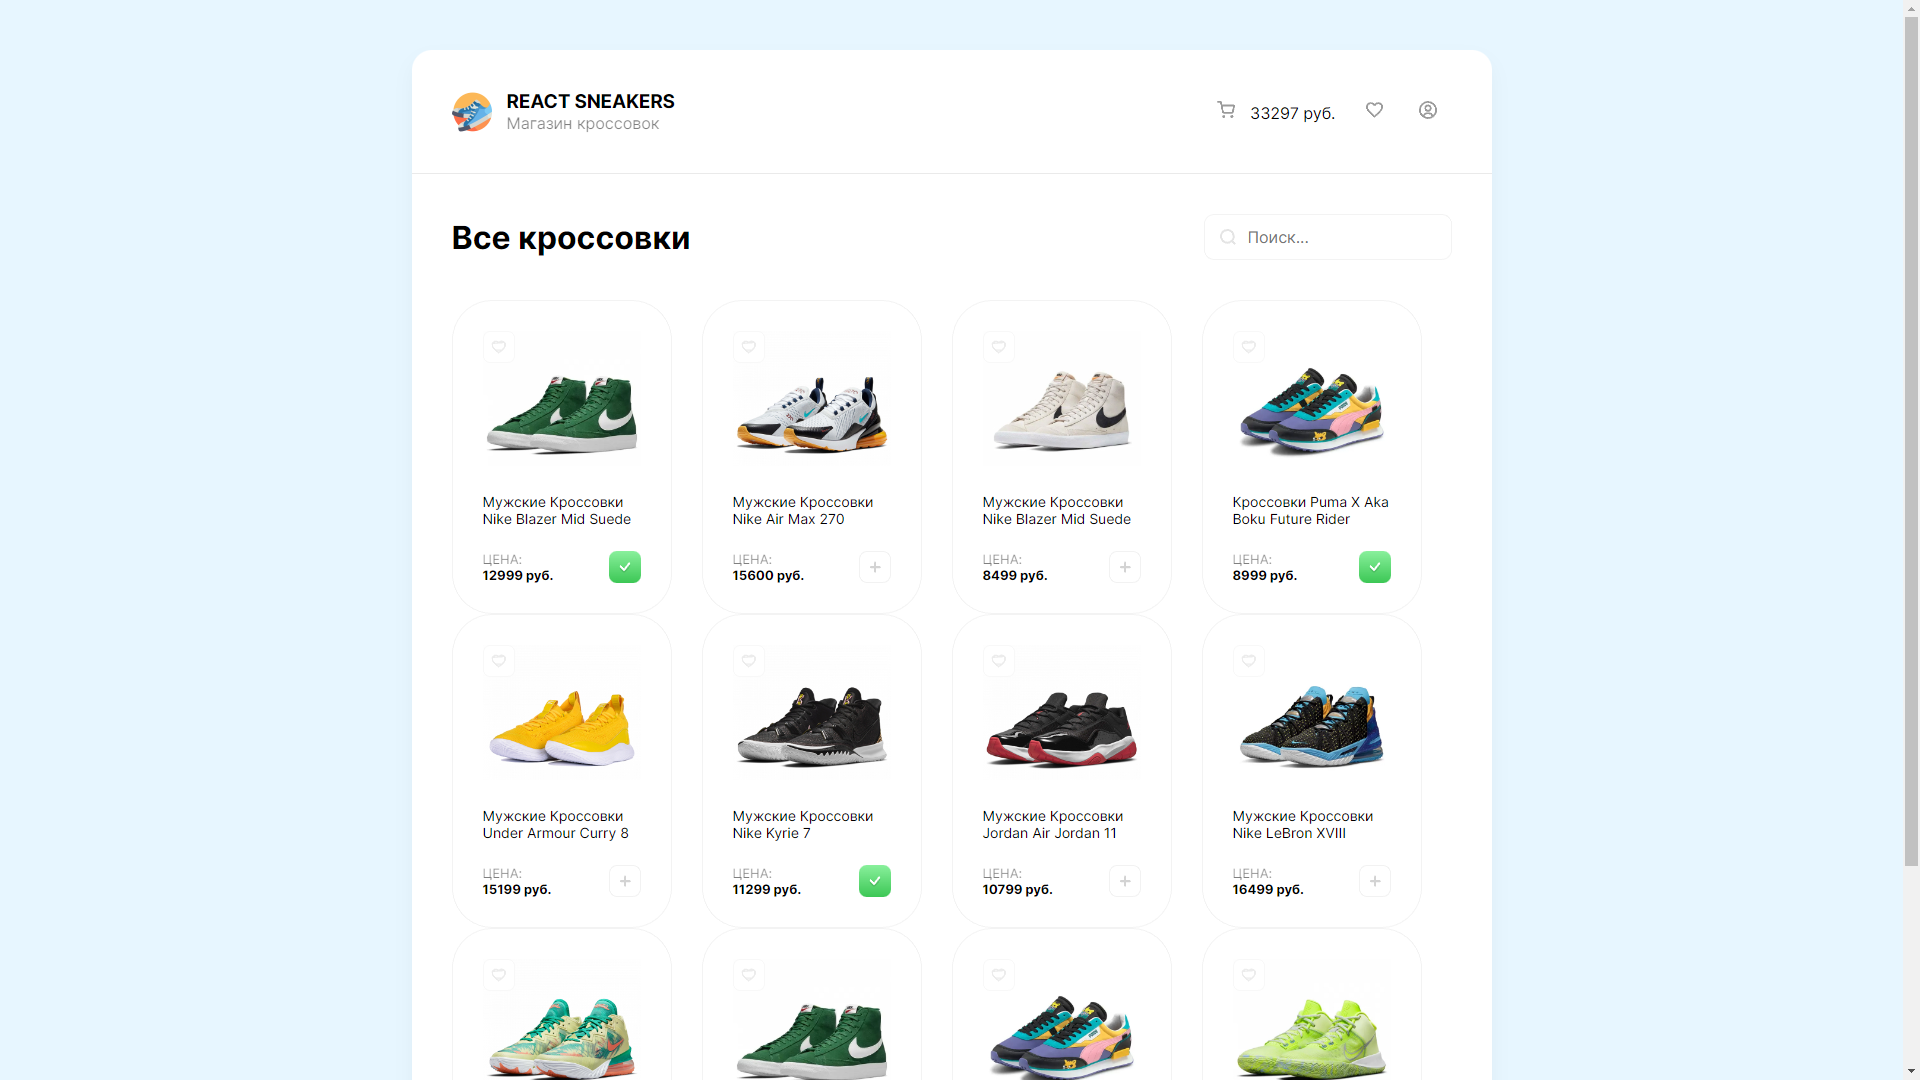 REACT SNEAKERS
Магазин кроссовок
33297 руб.
Все кроссовки
Поиск...
Мужские Кроссовки
Nike Blazer Mid Suede
ЦЕНА:
12999 руб.
Мужские Кроссовки
Nike Air Max 270
ЦЕНА:
15600 руб.
Мужские Кроссовки
Nike Blazer Mid Suede
ЦЕНА:
8499 руб.
Кроссовки Puma X Aka
Boku Future Rider
ЦЕНА:
8999 руб.
Мужские Кроссовки
Under Armour Curry 8
ЦЕНА:
15199 руб.
Мужские Кроссовки
Nike Kyrie 7
ЦЕНА:
11299 руб.
Мужские Кроссовки
Jordan Air Jordan 11
ЦЕНА:
10799 руб.
Мужские Кроссовки
Nike LeBron XVIII
ЦЕНА:
16499 руб.